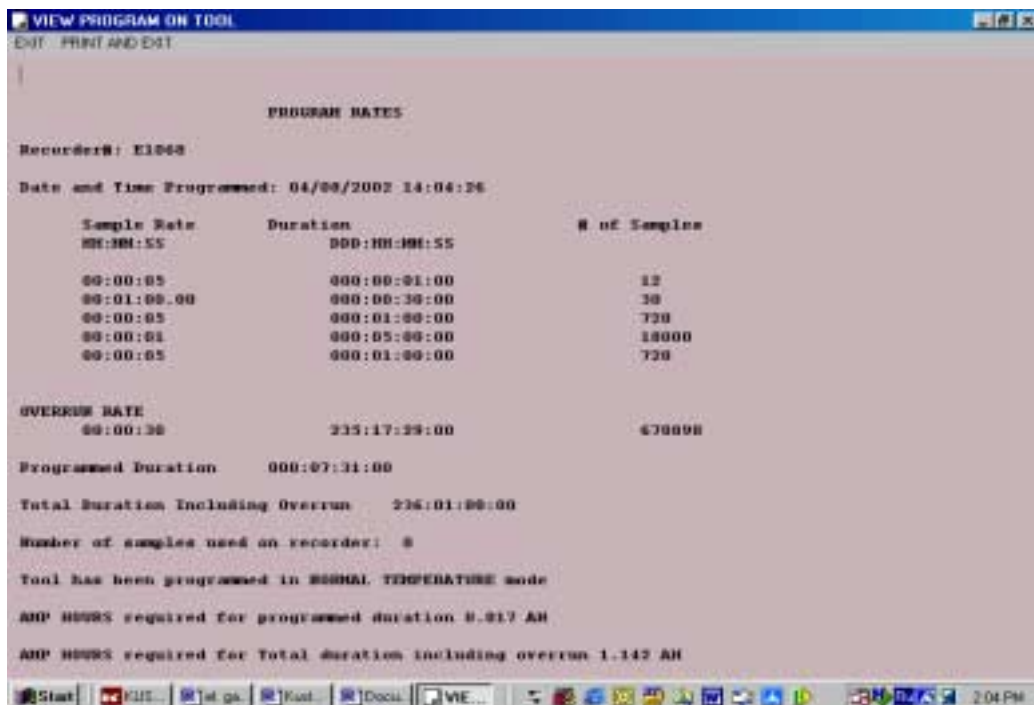 VIEW PROGRAM ON TOOL
EXIT PRINT AND EXIT
PROGRAM RATES
Recorder#:
Date and Time Programmed: 04/08/2002 14:04:26
Sample Rate Duration # of Samples
HH:MM:SS DDD:HH:MM:SS
00:00:05 000:00:01:00 12
00:01:00.00 000:00:30:00 30
00:00:05 000:01:00:00 720
00:00:01 000:05:00:00 18000
00:00:05 000:01:00:00 720
OVERRUN RATE
00:00:30 235:17:29:00 678898
Programmed Duration 000:07:31:00
Total Duration Including Overrun 236:01:00:00
Number of samples used on recorder: 0
Tool has been programmed in NORMAL TEMPERATURE mode
AMP HOURS required for programmed duration 0.017 AH
AMP HOURS required for Total duration including overrun 1.142 AH
Start KUS... Kust... Docu... VIE... 2:04 PM